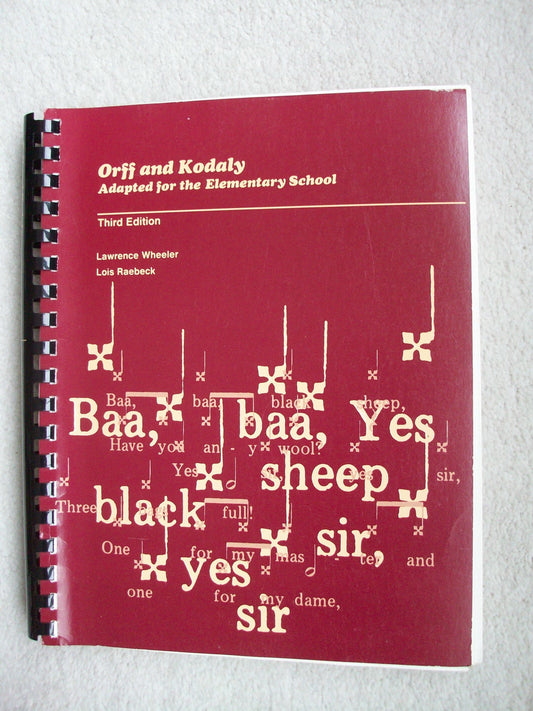 Orff and Kodaly
Adapted for the Elementary School
Third Edition
Lawrence Wheeler
Lois Raebeck
Baa, baa, black sheep,
Baa, baa, Yes
Have you an - y wool?
Yes sir, sir,
sheep
Three full!
black
sir,
One for my mas - ter and
yes
one for my dame,
sir